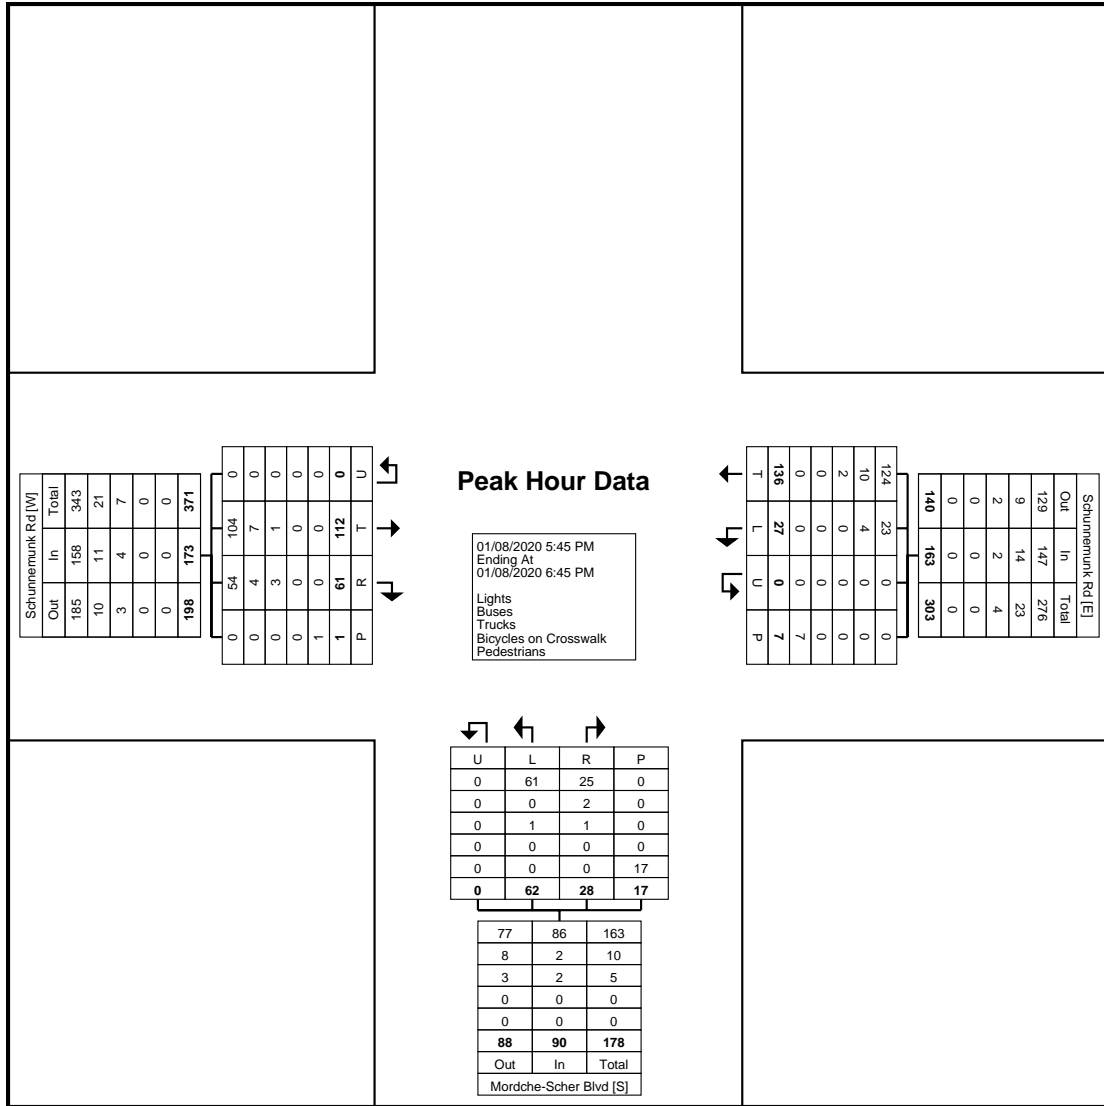 Peak Hour Data
01/08/2020 5:45 PM
Ending At
01/08/2020 6:45 PM
Lights
Buses
Trucks
Bicycles on Crosswalk
Pedestrians
Schunnemunk Rd [W]
Total 343 21 7 0 0 371
In 158 11 4 0 0 173
Out 185 10 3 0 0 198
0 0 0 0 0 0 U
104 7 1 0 0 112 T
54 4 3 0 0 61 R
0 0 0 0 1 1 P
Schunnemunk Rd [E]
Out In Total
129 147 276
9 14 23
2 2 4
0 0 0
0 0 0
140 163 303
124 23 0 0
10 4 0 0
2 0 0 0
0 0 0 0
0 0 0 7
136 27 0 7
T L U P
U L R P
0 61 25 0
0 0 2 0
0 1 1 0
0 0 0 0
0 0 0 17
0 62 28 17
77 86 163
8 2 10
3 2 5
0 0 0
0 0 0
88 90 178
Out In Total
Mordche-Scher Blvd [S]